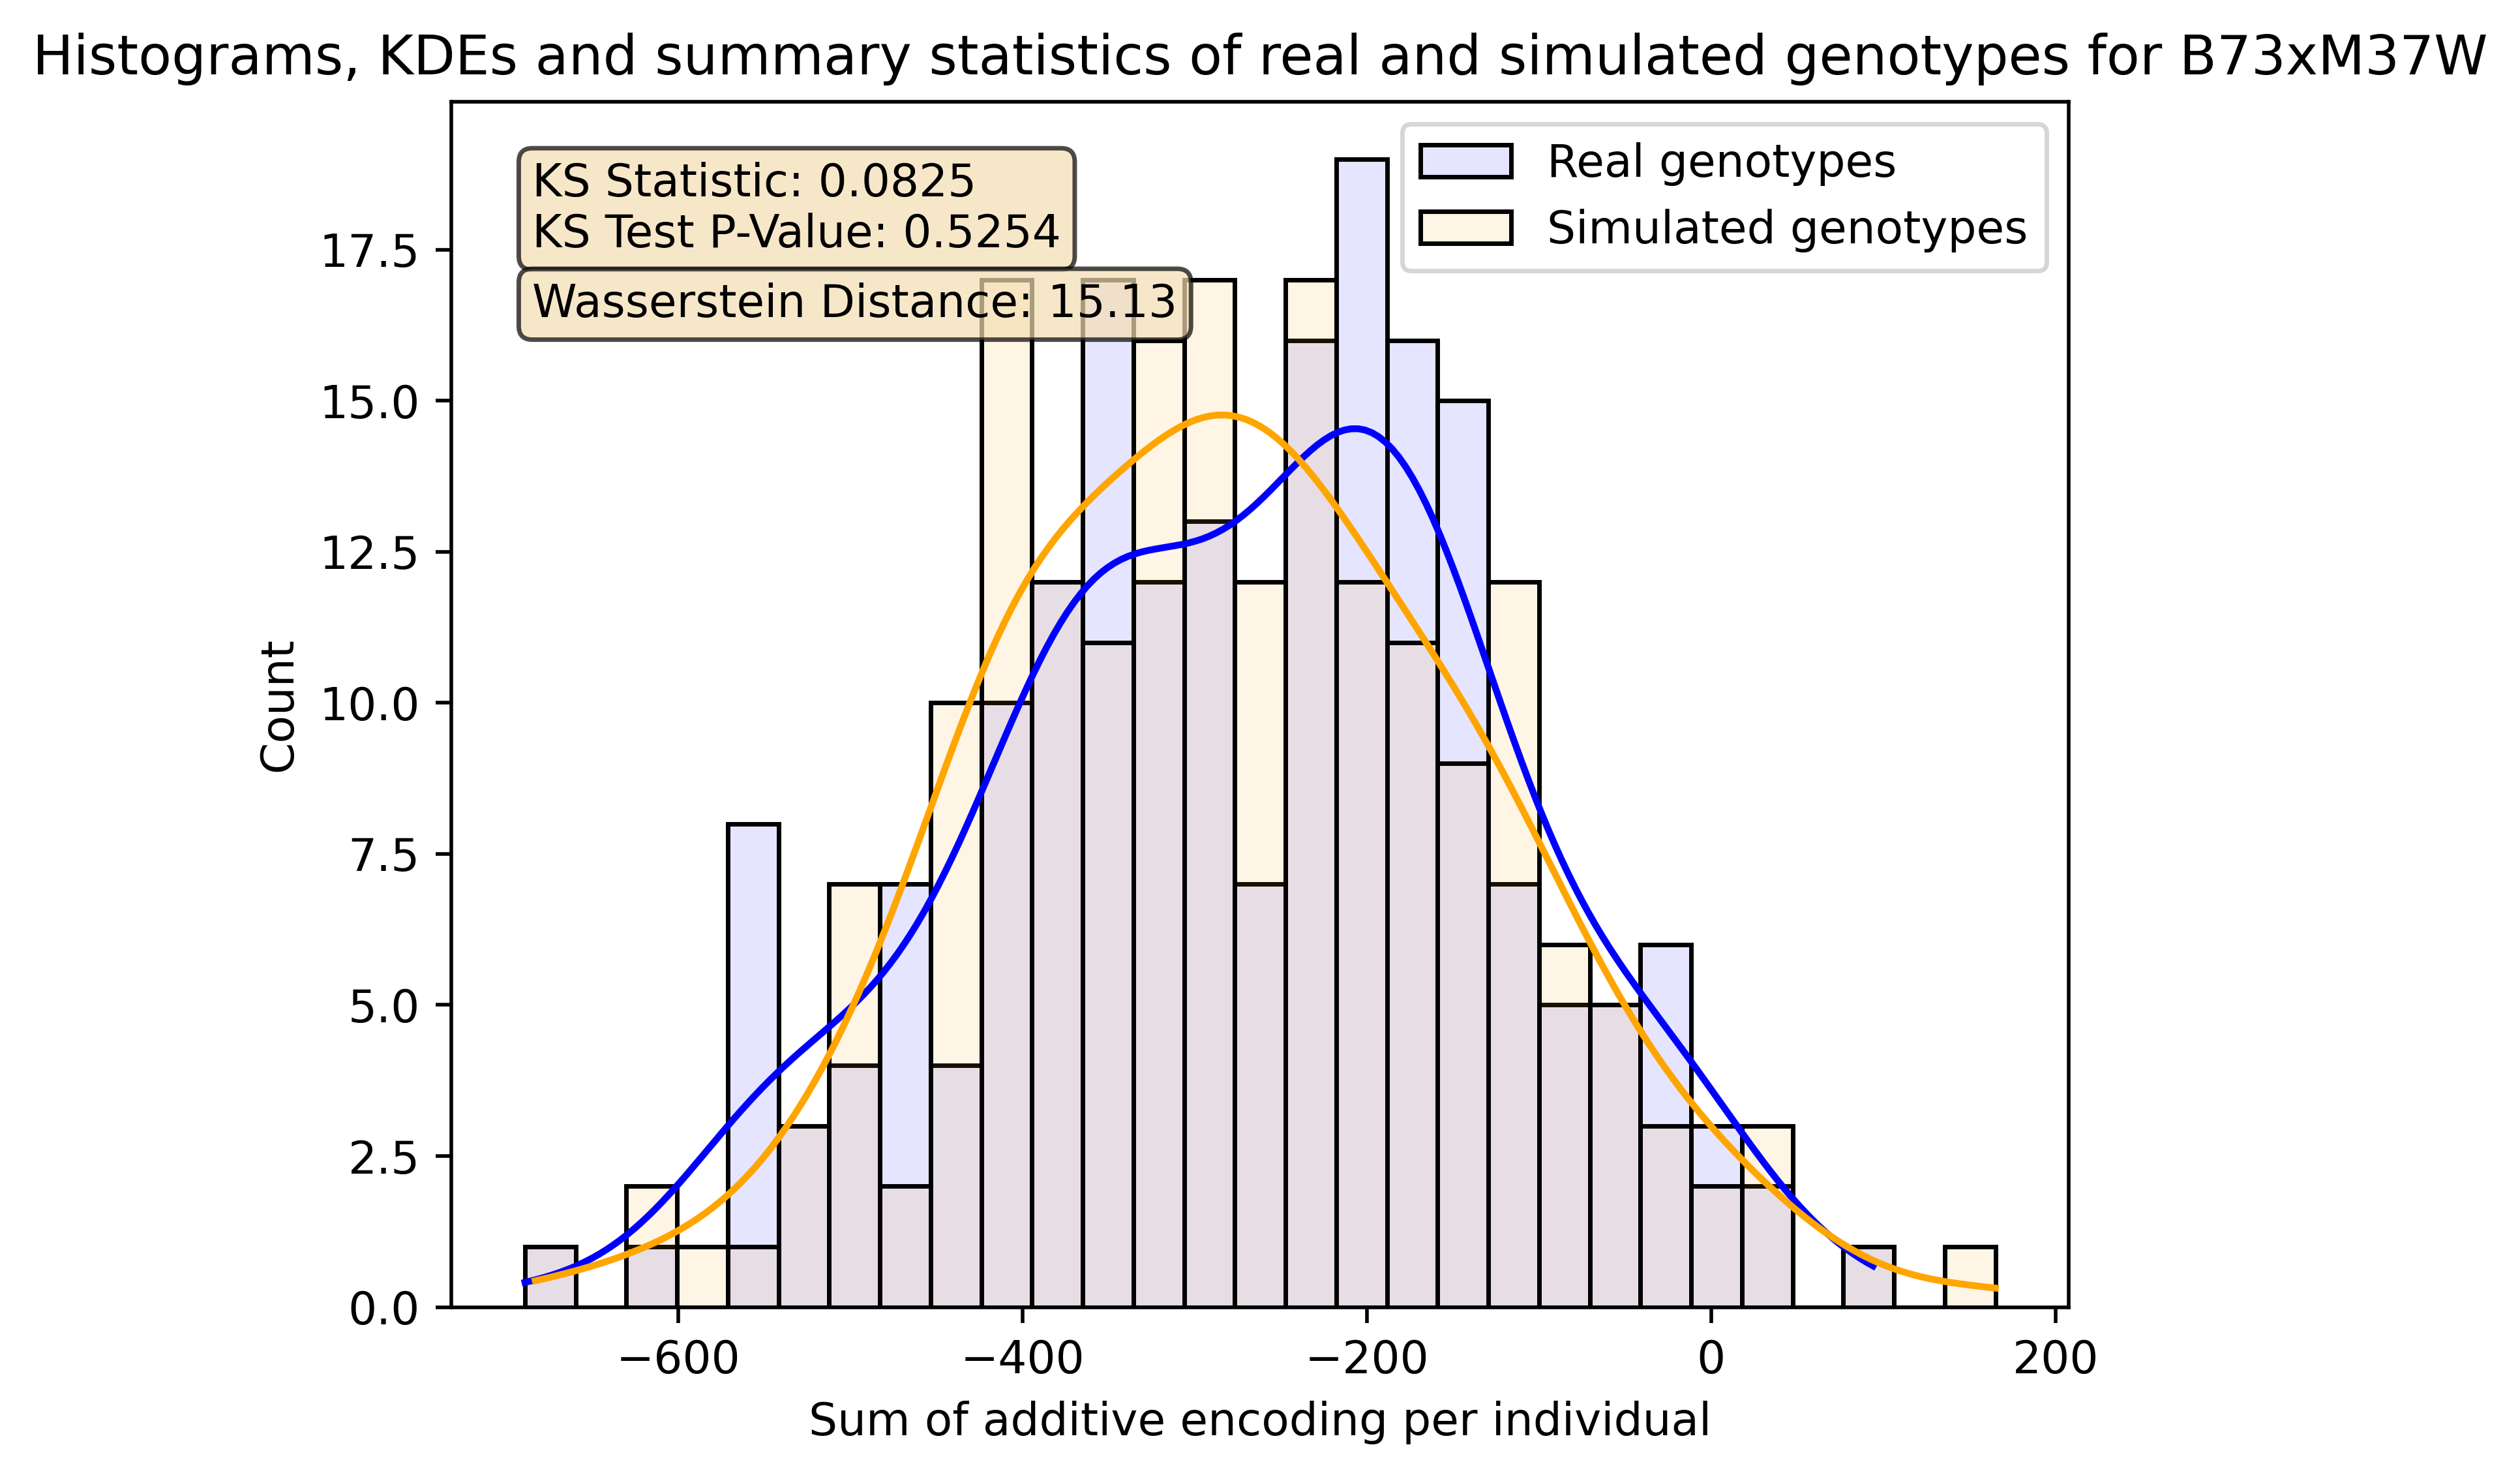 Histograms, KDEs and summary statistics of real and simulated genotypes for B73xM37W
KS Statistic: 0.0825
KS Test P-Value: 0.5254
Wasserstein Distance: 15.13
Real genotypes
Simulated genotypes
17.5
15.0
12.5
10.0
7.5
5.0
2.5
0.0
Count
−600
−400
−200
0
200
Sum of additive encoding per individual